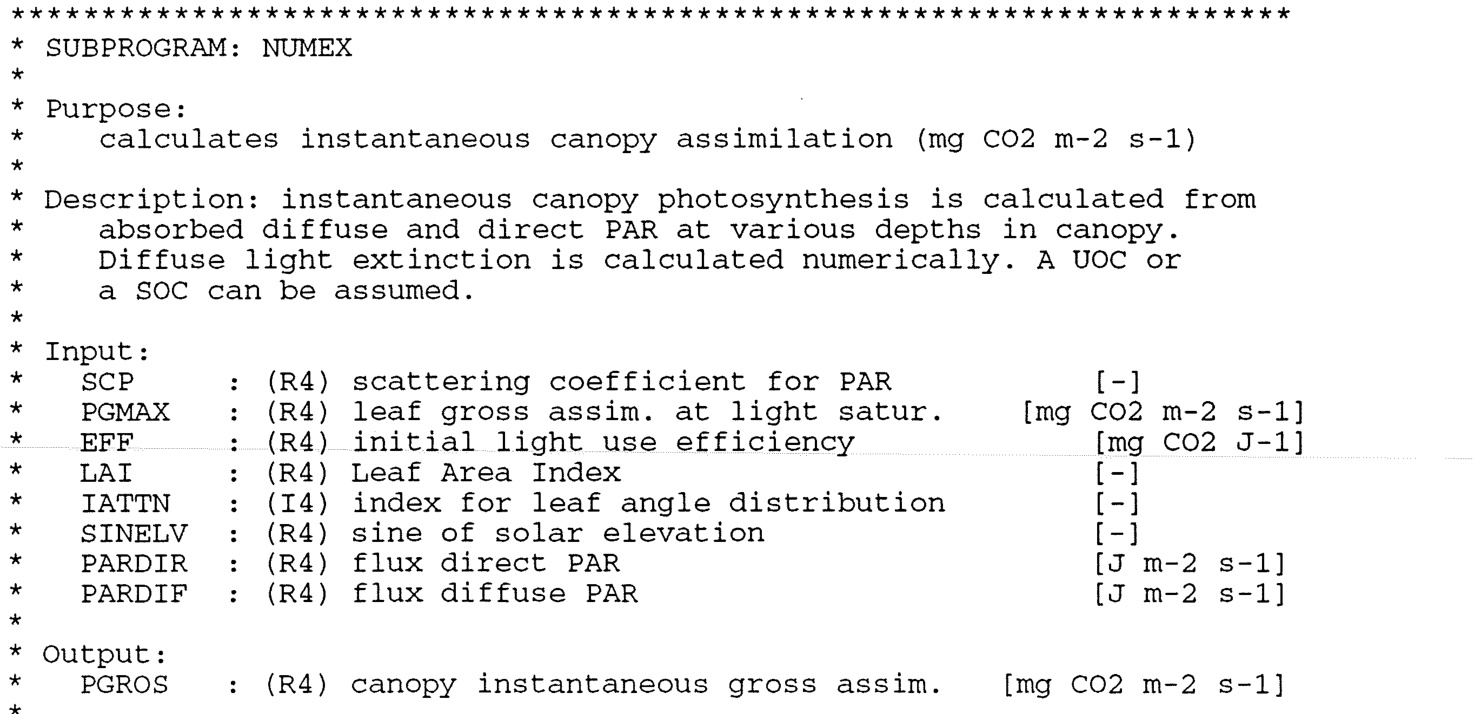 ***********************************************************************
* SUBPROGRAM: NUMEX
*
* Purpose:
*    calculates instantaneous canopy assimilation (mg CO2 m-2 s-1)
*
* Description: instantaneous canopy photosynthesis is calculated from
*    absorbed diffuse and direct PAR at various depths in canopy.
*    Diffuse light extinction is calculated numerically. A UOC or
*    a SOC can be assumed.
*
* Input:
*   SCP     : (R4) scattering coefficient for PAR            [-]
*   PGMAX   : (R4) leaf gross assim. at light satur.     [mg CO2 m-2 s-1]
*   EFF     : (R4) initial light use efficiency              [mg CO2 J-1]
*   LAI     : (R4) Leaf Area Index                           [-]
*   IATTN   : (I4) index for leaf angle distribution         [-]
*   SINELV  : (R4) sine of solar elevation                   [-]
*   PARDIR  : (R4) flux direct PAR                           [J m-2 s-1]
*   PARDIF  : (R4) flux diffuse PAR                          [J m-2 s-1]
*
* Output:
*   PGROS   : (R4) canopy instantaneous gross assim.    [mg CO2 m-2 s-1]
*